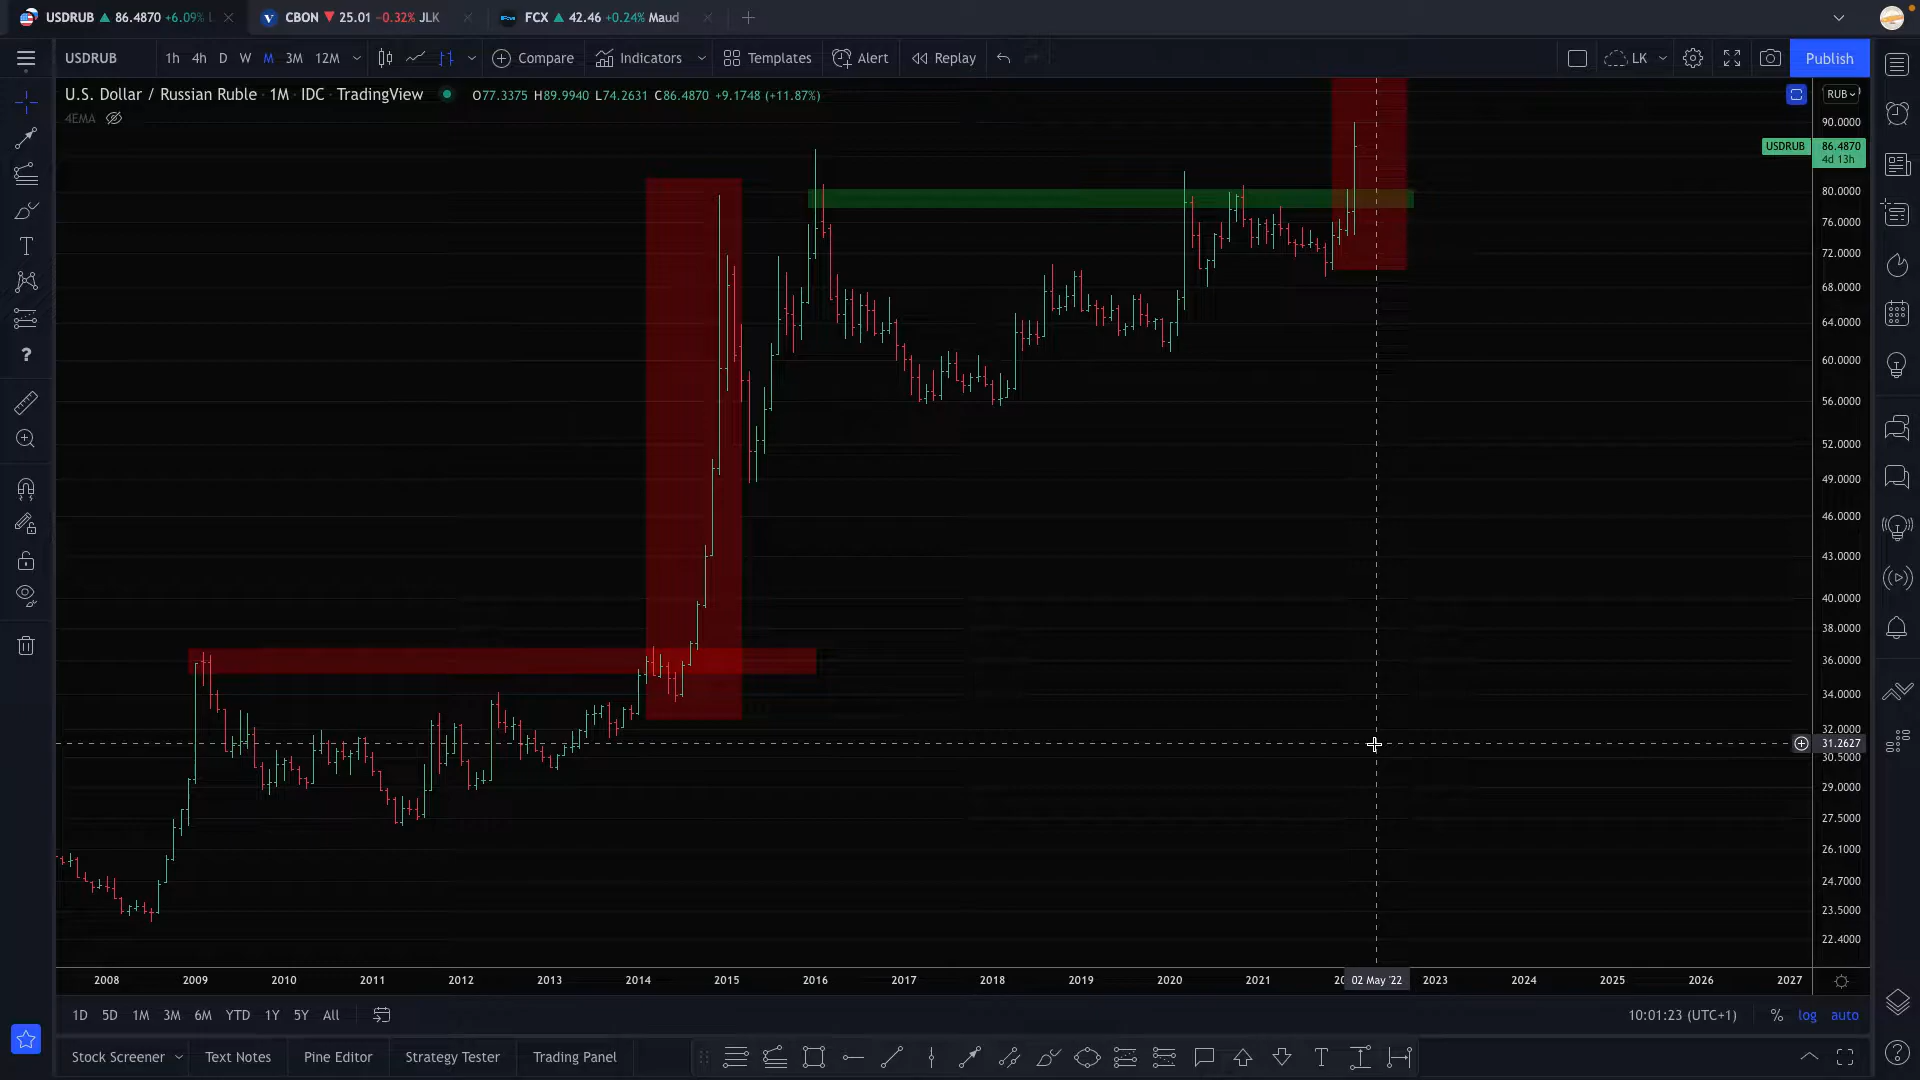 USDRUB ▲ 86.4870 +6.09%
CBON ▼ 25.01 −0.32% JLK
FCX ▲ 42.46 +0.24% Maud
USDRUB 1h 4h D W M 3M 12M Compare Indicators Templates Alert Replay LK Publish
U.S. Dollar / Russian Ruble · 1M · IDC · TradingView O77.3375 H89.9940 L74.2631 C86.4870 +9.1748 (+11.87%) RUB
4EMA
90.0000
USDRUB 86.4870
4d 13h
80.0000
76.0000
72.0000
68.0000
64.0000
60.0000
56.0000
52.0000
49.0000
46.0000
43.0000
40.0000
38.0000
36.0000
34.0000
32.0000
31.2627
30.5000
29.0000
27.5000
26.1000
24.7000
23.5000
22.4000
2008 2009 2010 2011 2012 2013 2014 2015 2016 2017 2018 2019 2020 2021 02 May '22 2023 2024 2025 2026 2027
1D 5D 1M 3M 6M YTD 1Y 5Y All 10:01:23 (UTC+1) % log auto
Stock Screener Text Notes Pine Editor Strategy Tester Trading Panel